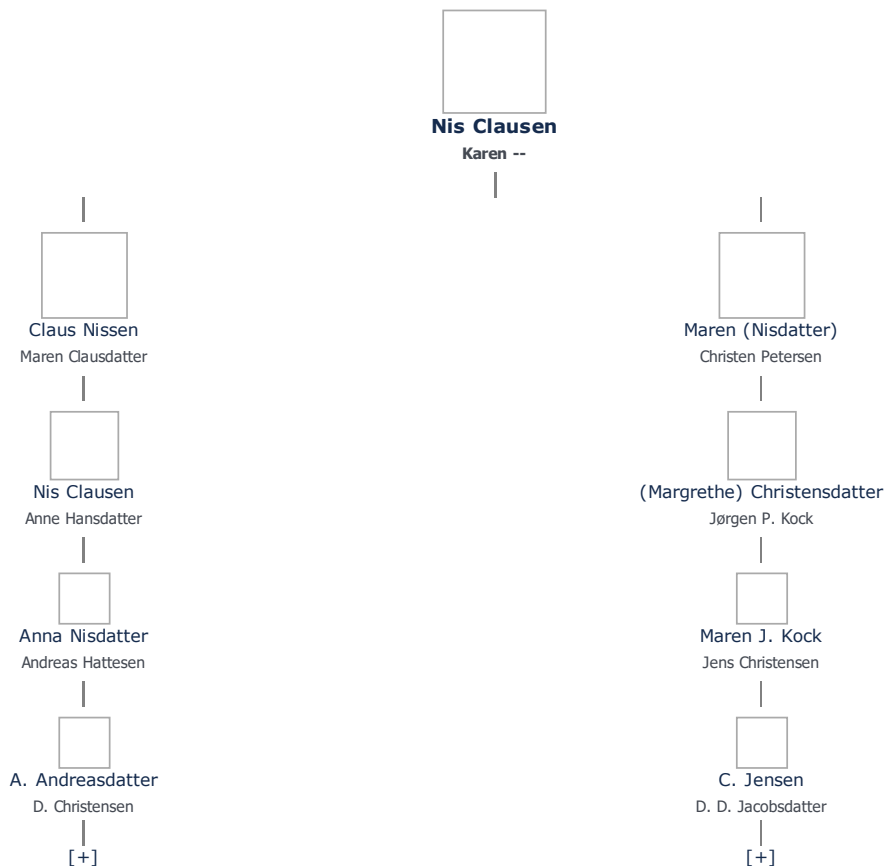 Nis Clausen
Karen --
Claus Nissen
Maren Clausdatter
Maren (Nisdatter)
Christen Petersen
Nis Clausen
Anne Hansdatter
(Margrethe) Christensdatter
Jørgen P. Kock
Anna Nisdatter
Andreas Hattesen
Maren J. Kock
Jens Christensen
A. Andreasdatter
D. Christensen
C. Jensen
D. D. Jacobsdatter
[+]
[+]